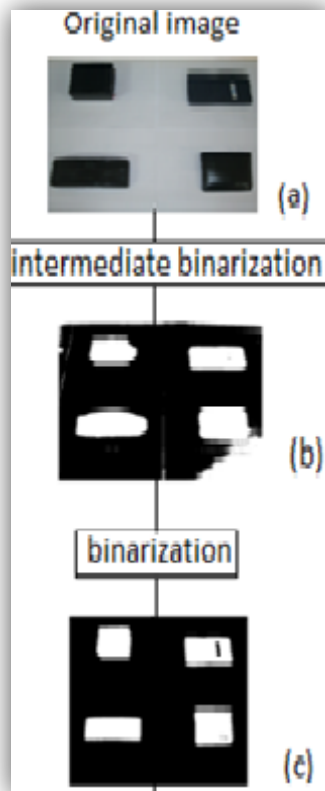 Original image
(a)
intermediate binarization
(b)
binarization
(c)